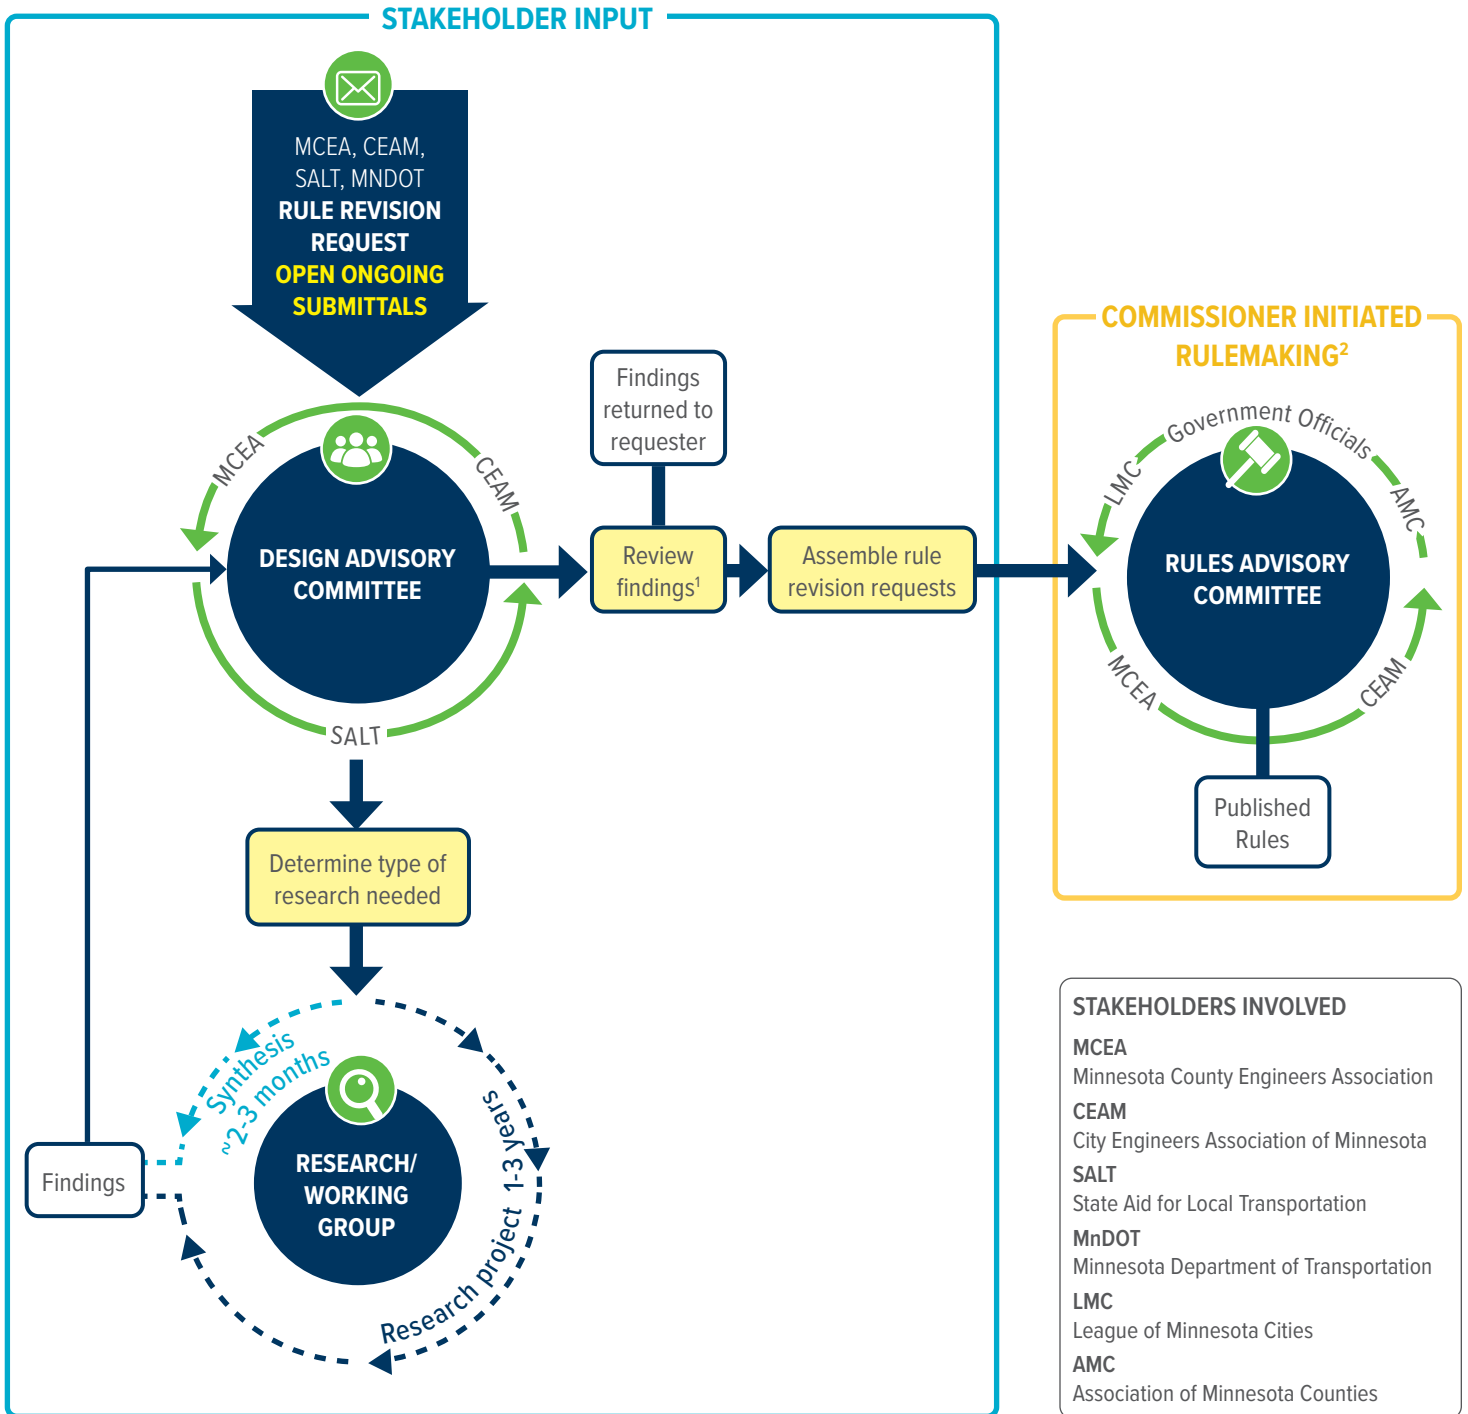 STAKEHOLDER INPUT
MCEA, CEAM,
SALT, MNDOT
RULE REVISION
REQUEST
OPEN ONGOING
SUBMITTALS
MCEA
CEAM
SALT
DESIGN ADVISORY
COMMITTEE
Findings
returned to
requester
Review
findings¹
Assemble rule
revision requests
Determine type of
research needed
Synthesis
~2-3 months
Research project 1-3 years
RESEARCH/
WORKING
GROUP
Findings
COMMISSIONER INITIATED
RULEMAKING²
LMC
Government Officials
AMC
MCEA
CEAM
RULES ADVISORY
COMMITTEE
Published
Rules
STAKEHOLDERS INVOLVED
MCEA
Minnesota County Engineers Association
CEAM
City Engineers Association of Minnesota
SALT
State Aid for Local Transportation
MnDOT
Minnesota Department of Transportation
LMC
League of Minnesota Cities
AMC
Association of Minnesota Counties